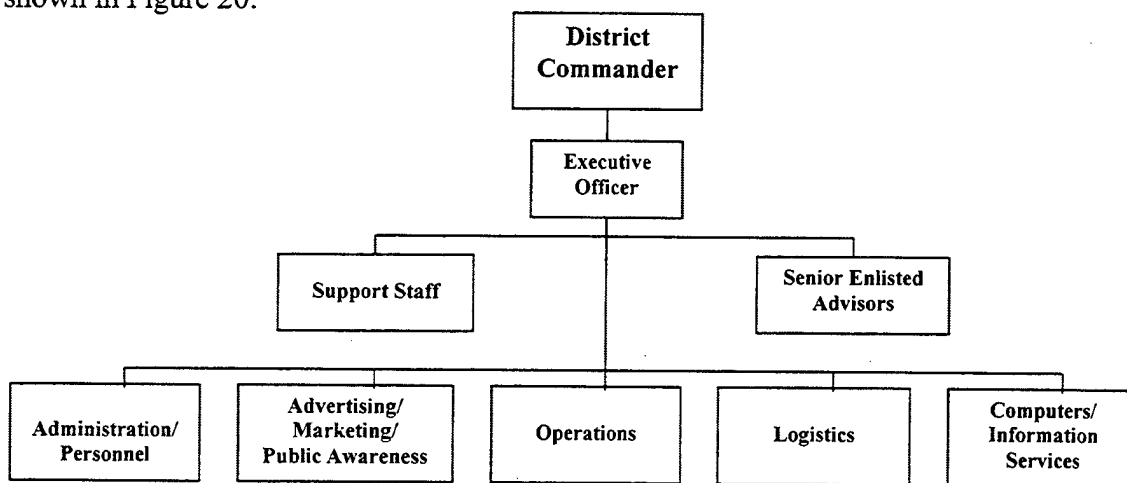 shown in Figure 20.
District
Commander
Executive
Officer
Support Staff
Senior Enlisted
Advisors
Administration/
Personnel
Advertising/
Marketing/
Public Awareness
Operations
Logistics
Computers/
Information
Services